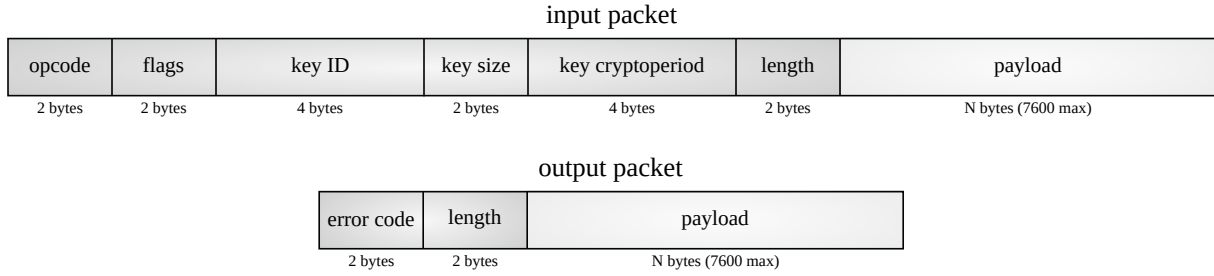 input packet
opcode flags key ID key size key cryptoperiod length payload
2 bytes 2 bytes 4 bytes 2 bytes 4 bytes 2 bytes N bytes (7600 max)
output packet
error code length payload
2 bytes 2 bytes N bytes (7600 max)